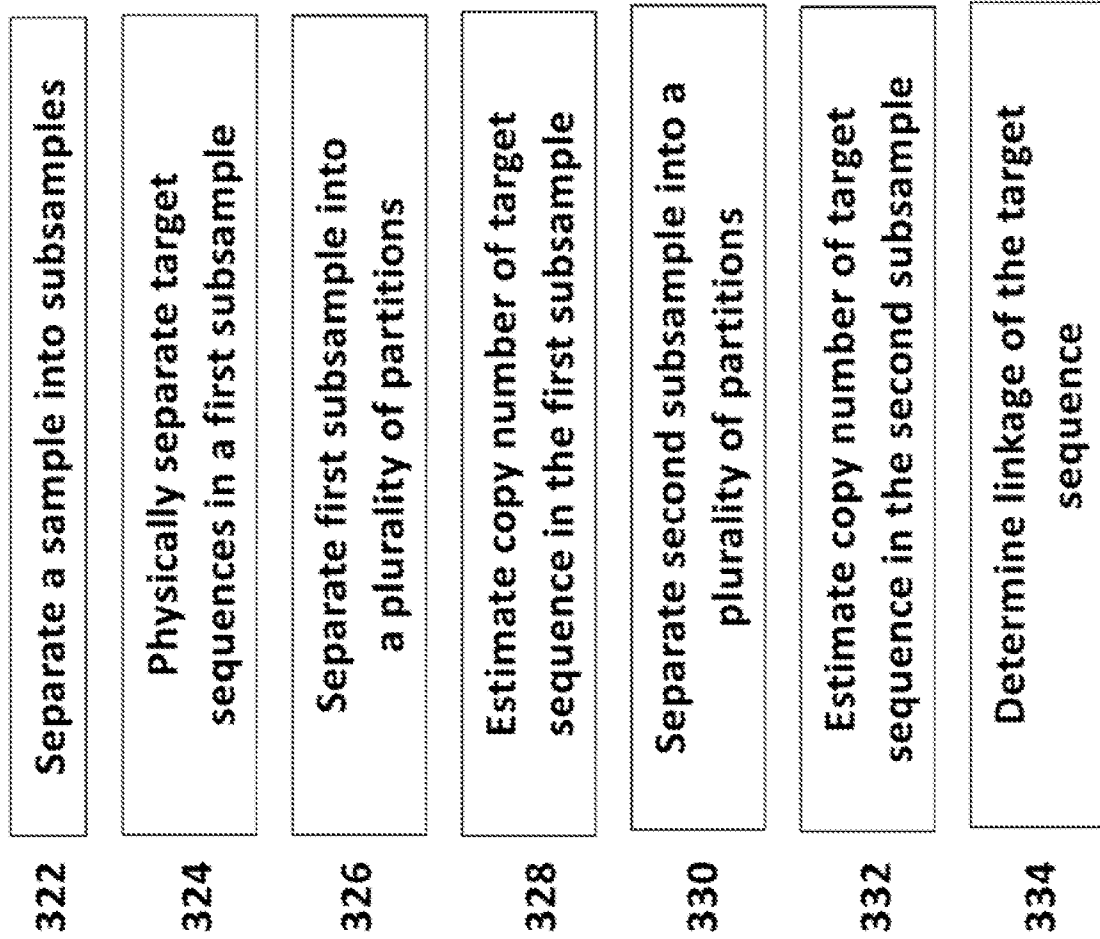 322
Separate a sample into subsamples
324
Physically separate target
sequences in a first subsample
326
Separate first subsample into
a plurality of partitions
328
Estimate copy number of target
sequence in the first subsample
330
Separate second subsample into a
plurality of partitions
332
Estimate copy number of target
sequence in the second subsample
334
Determine linkage of the target
sequence